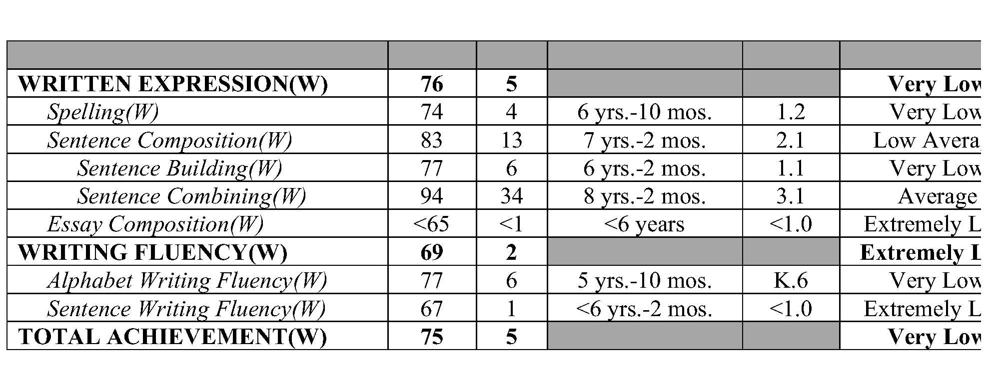 WRITTEN EXPRESSION(W) 76 5 Very Low
Spelling(W) 74 4 6 yrs.-10 mos. 1.2 Very Low
Sentence Composition(W) 83 13 7 yrs.-2 mos. 2.1 Low Avera
Sentence Building(W) 77 6 6 yrs.-2 mos. 1.1 Very Low
Sentence Combining(W) 94 34 8 yrs.-2 mos. 3.1 Average
Essay Composition(W) <65 <1 <6 years <1.0 Extremely L
WRITING FLUENCY(W) 69 2 Extremely L
Alphabet Writing Fluency(W) 77 6 5 yrs.-10 mos. K.6 Very Low
Sentence Writing Fluency(W) 67 1 <6 yrs.-2 mos. <1.0 Extremely L
TOTAL ACHIEVEMENT(W) 75 5 Very Low